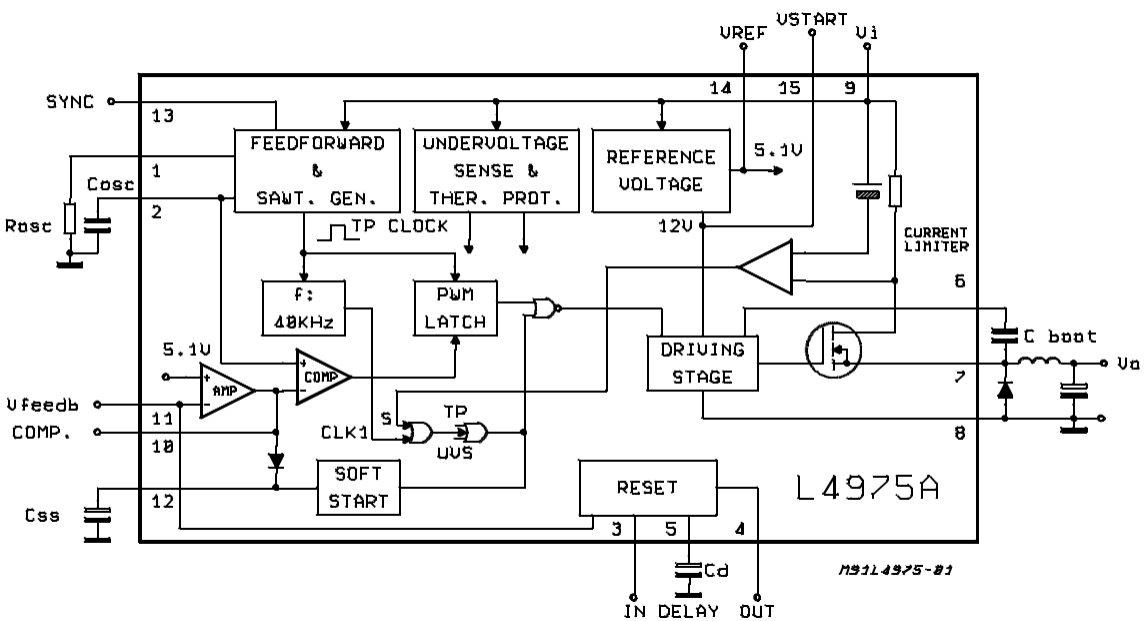 VSTART
VREF
Vi
SYNC
13
14
15
9
FEEDFORWARD
&
SAWT. GEN.
UNDERVOLTAGE
SENSE &
THER. PROT.
REFERENCE
VOLTAGE
5.1V
1
Cosc
2
Rosc
TP CLOCK
12V
CURRENT
LIMITER
6
f:
40KHz
PWM
LATCH
C boot
DRIVING
STAGE
5.1V
+
AMP
-
+
COMP
-
Vo
7
Vfeedb
11
COMP.
10
S
CLK1
TP
UVS
8
SOFT
START
12
Css
RESET
L4975A
3
5
4
Cd
M91L4975-01
IN
DELAY
OUT